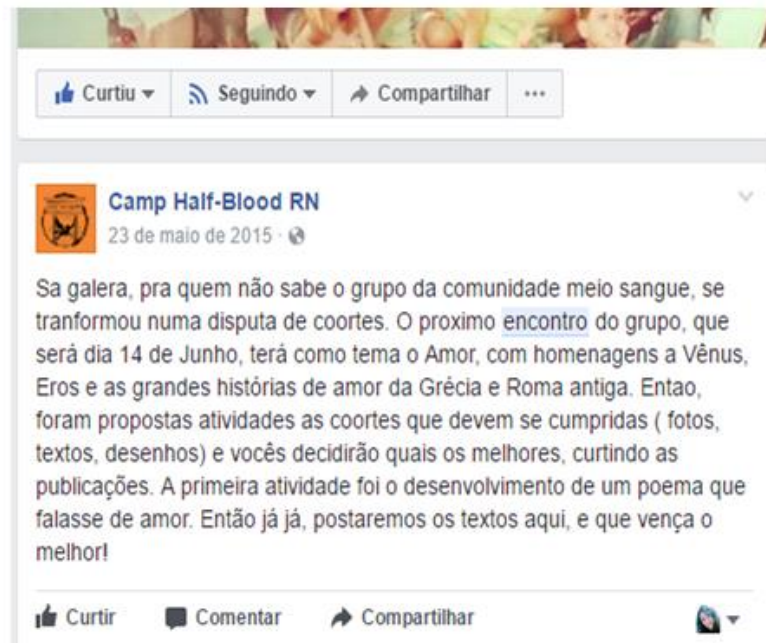 Curtiu Seguindo Compartilhar ...
Camp Half-Blood RN
23 de maio de 2015 ·
Sa galera, pra quem não sabe o grupo da comunidade meio sangue, se
tranformou numa disputa de coortes. O proximo encontro do grupo, que
será dia 14 de Junho, terá como tema o Amor, com homenagens a Vênus,
Eros e as grandes histórias de amor da Grécia e Roma antiga. Entao,
foram propostas atividades as coortes que devem se cumpridas ( fotos,
textos, desenhos) e vocês decidirão quais os melhores, curtindo as
publicações. A primeira atividade foi o desenvolvimento de um poema que
falasse de amor. Então já já, postaremos os textos aqui, e que vença o
melhor!
Curtir Comentar Compartilhar